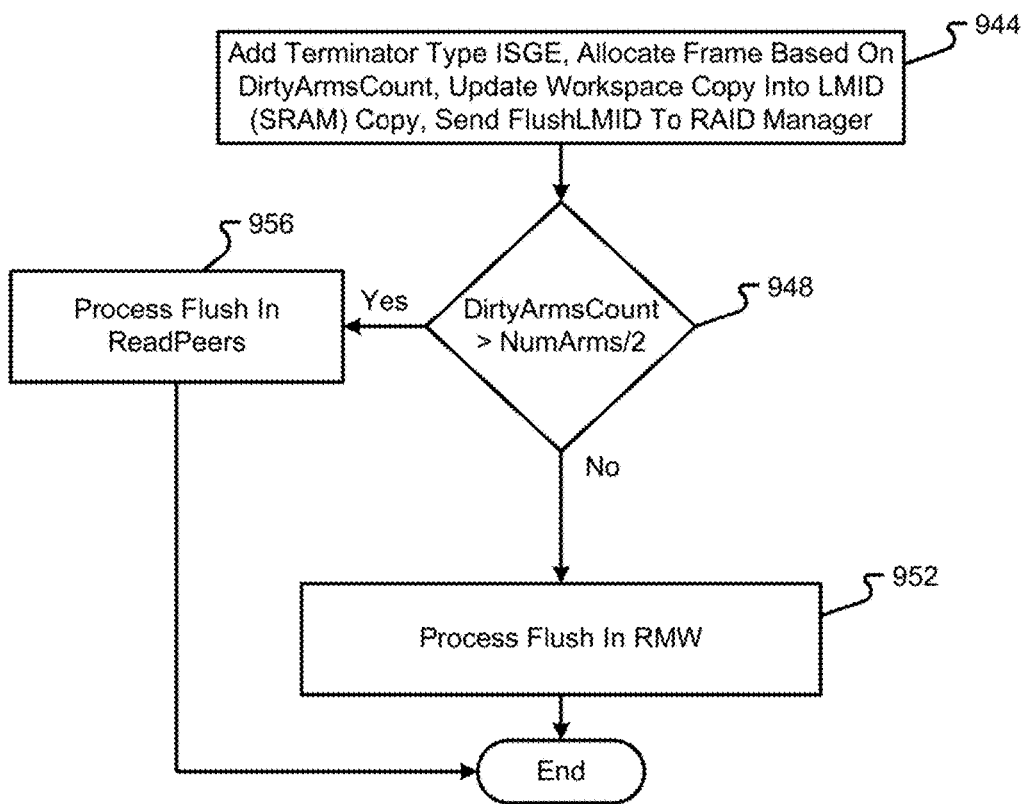 944
Add Terminator Type ISGE, Allocate Frame Based On
DirtyArmsCount, Update Workspace Copy Into LMID
(SRAM) Copy, Send FlushLMID To RAID Manager
956
Process Flush In
ReadPeers
Yes
948
DirtyArmsCount
> NumArms/2
No
952
Process Flush In RMW
End